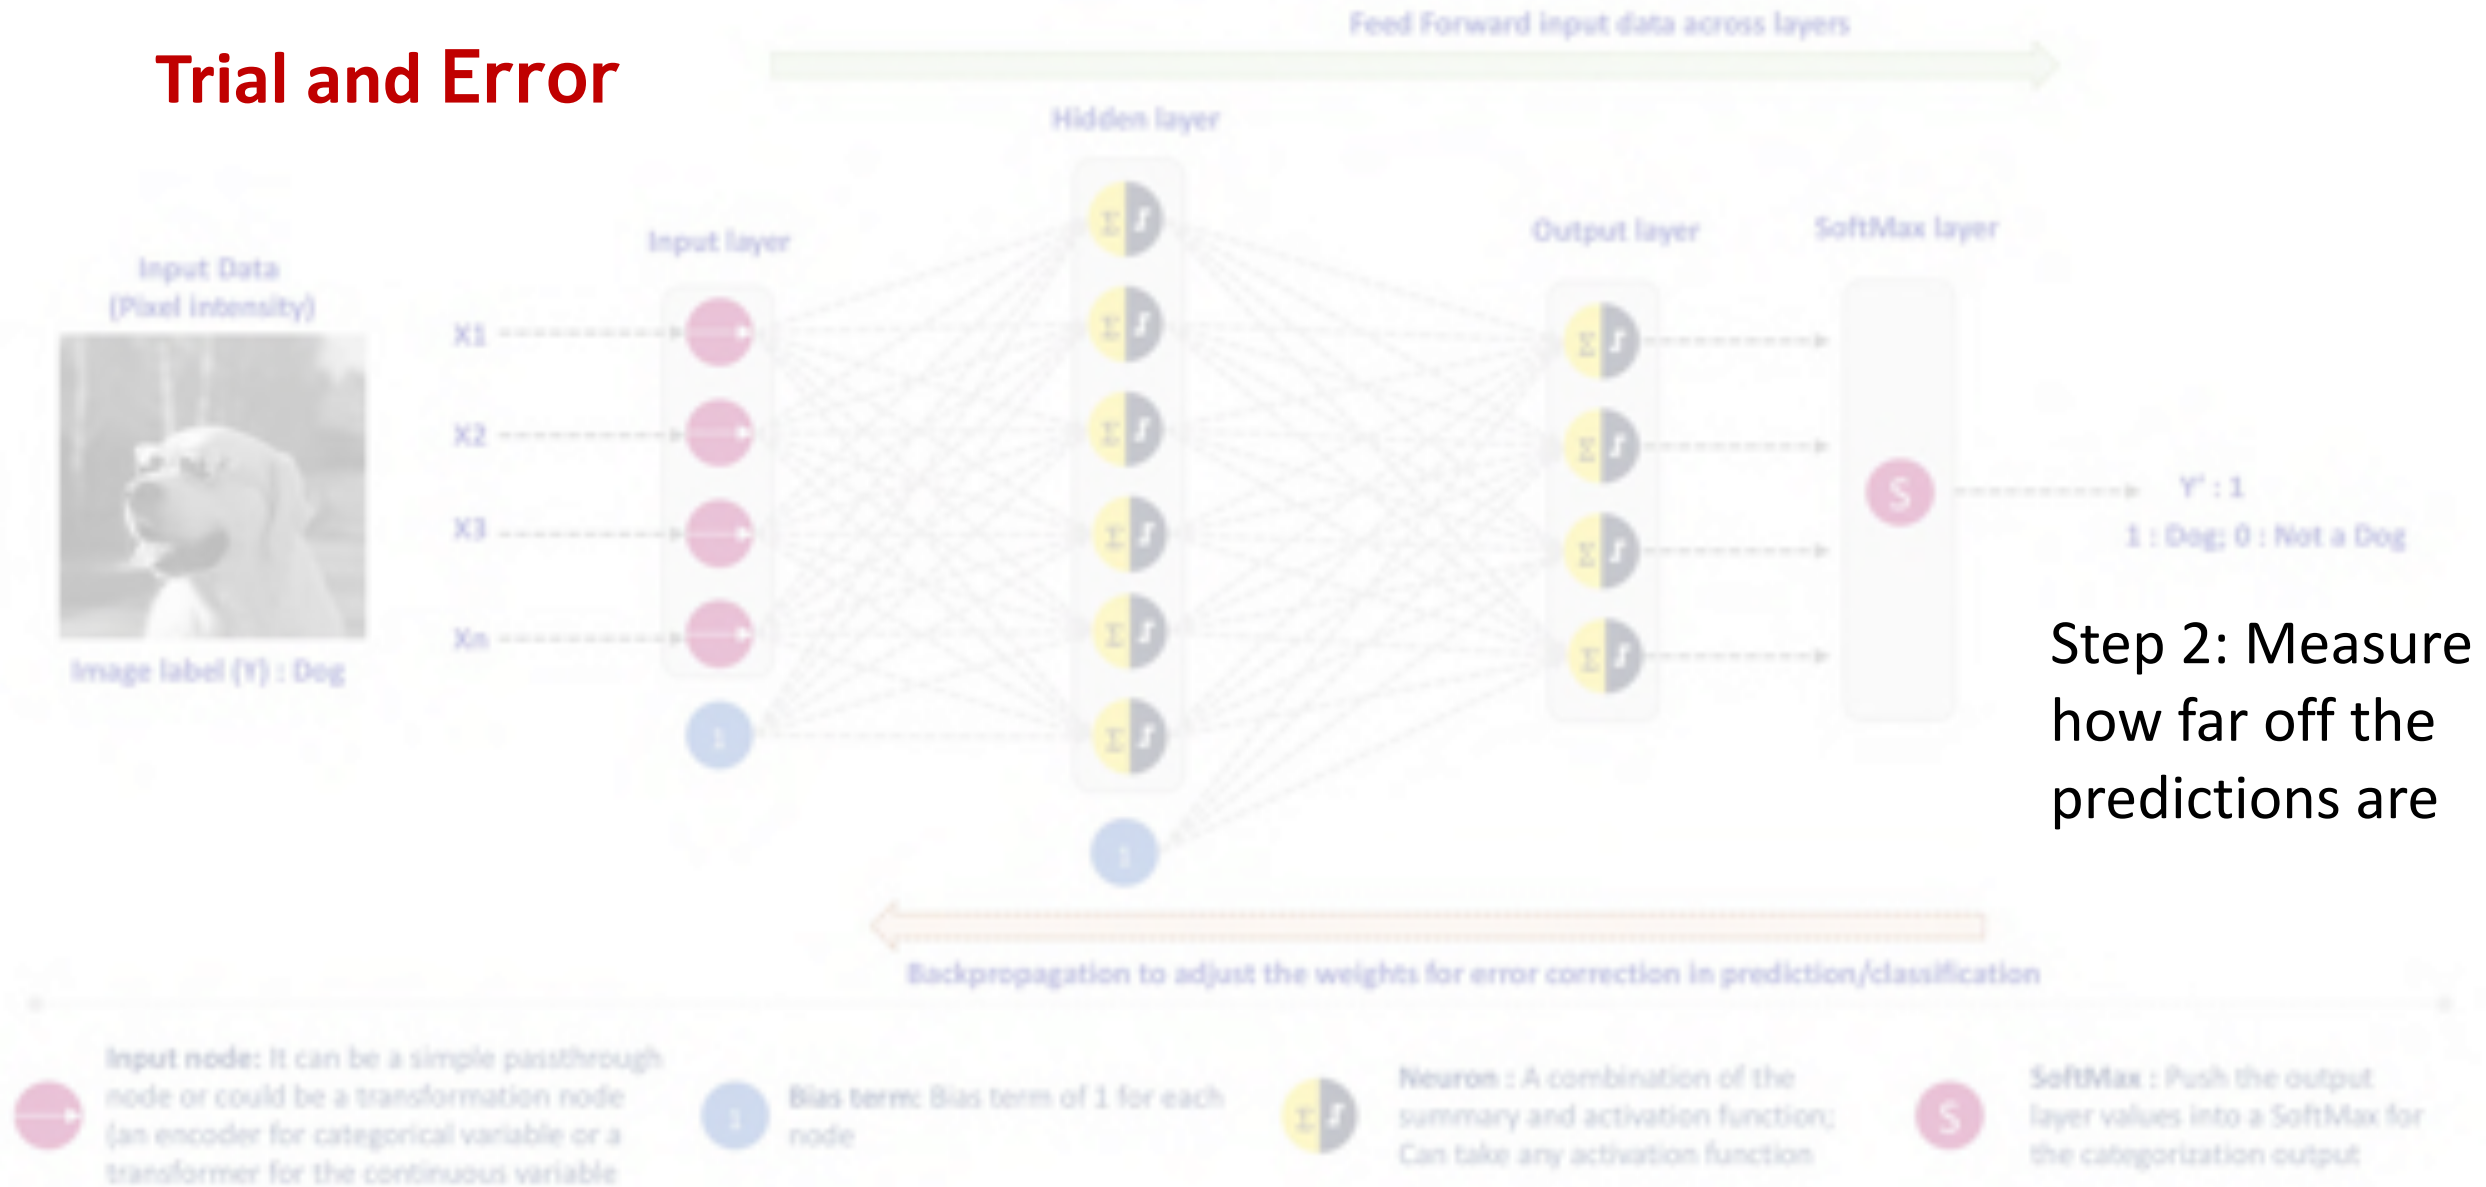 Trial and Error
Feed Forward input data across layers
Hidden layer
Input layer
Output layer
SoftMax layer
Input Data
(Pixel intensity)
X1
X2
X3
Xn
Image label (Y) : Dog
Σ
Σ
Σ
Σ
Σ
Σ
Σ
Σ
Σ
Σ
1
1
S
Y' : 1
1 : Dog; 0 : Not a Dog
Step 2: Measure
how far off the
predictions are
Backpropagation to adjust the weights for error correction in prediction/classification
Input node: It can be a simple passthrough
node or could be a transformation node
(an encoder for categorical variable or a
transformer for the continuous variable
1
Bias term: Bias term of 1 for each
node
Σ
Neuron : A combination of the
summary and activation function;
Can take any activation function
S
SoftMax : Push the output
layer values into a SoftMax for
the categorization output